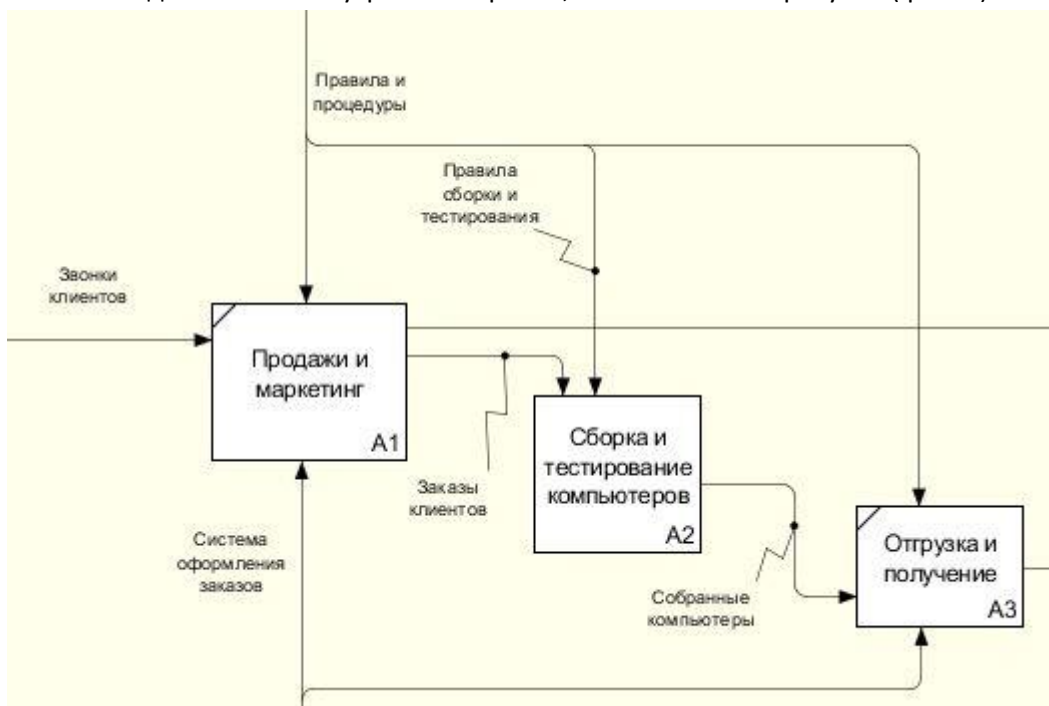 Правила и
процедуры
Правила
сборки и
тестирования
Звонки
клиентов
Продажи и
маркетинг
A1
Сборка и
тестирование
компьютеров
A2
Заказы
клиентов
Система
оформления
заказов
Отгрузка и
получение
A3
Собранные
компьютеры